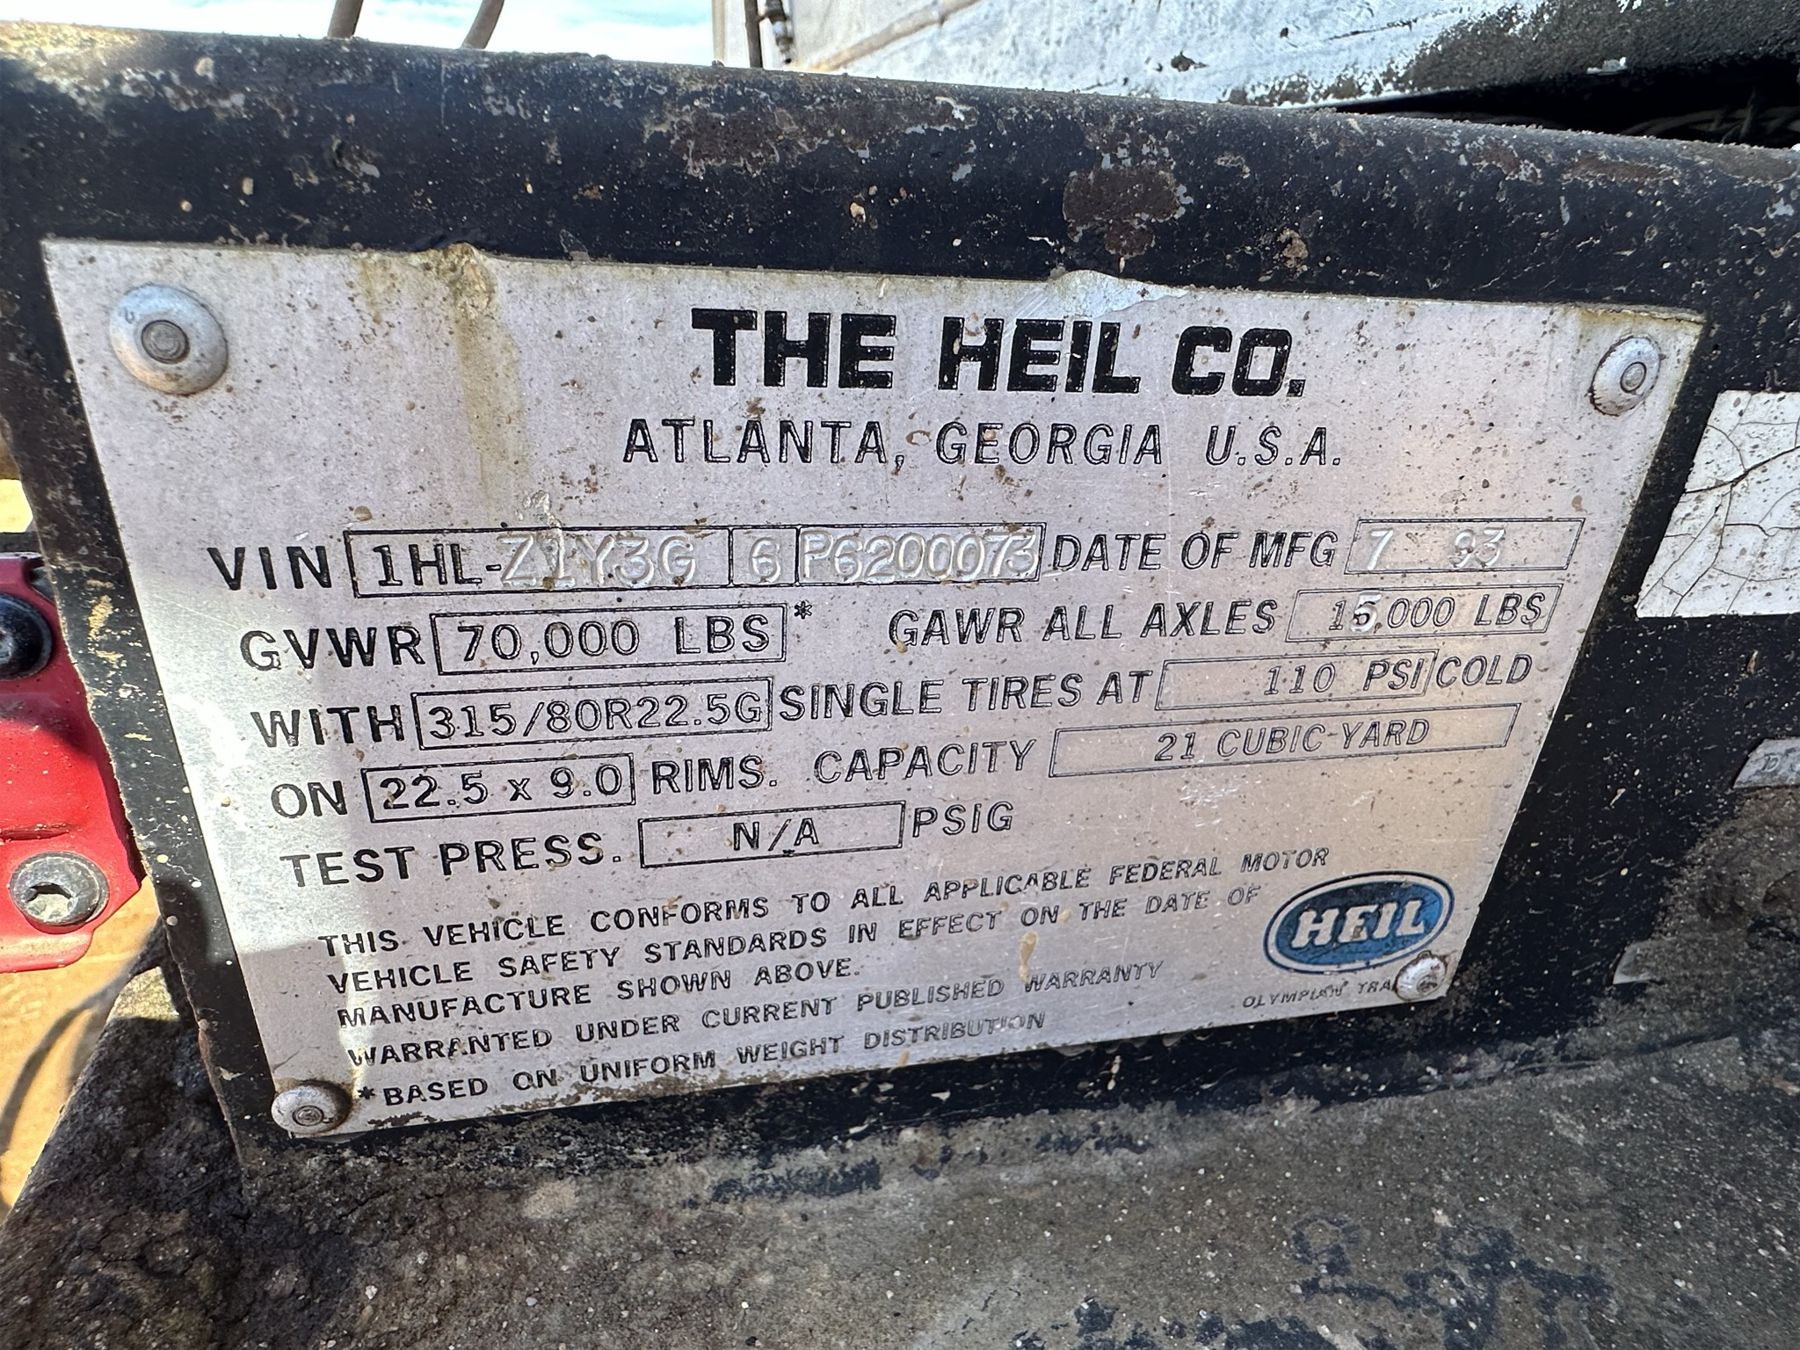 THE HEIL CO.
ATLANTA, GEORGIA U.S.A.
VIN 1HL-Z1Y3G 6 P6200073 DATE OF MFG 7 93
GVWR 70,000 LBS * GAWR ALL AXLES 15,000 LBS
WITH 315/80R22.5G SINGLE TIRES AT 110 PSI COLD
ON 22.5 x 9.0 RIMS. CAPACITY 21 CUBIC-YARD
TEST PRESS. N/A PSIG
THIS VEHICLE CONFORMS TO ALL APPLICABLE FEDERAL MOTOR
VEHICLE SAFETY STANDARDS IN EFFECT ON THE DATE OF
MANUFACTURE SHOWN ABOVE.
WARRANTED UNDER CURRENT PUBLISHED WARRANTY
*BASED ON UNIFORM WEIGHT DISTRIBUTION
HEIL
OLYMPIAN